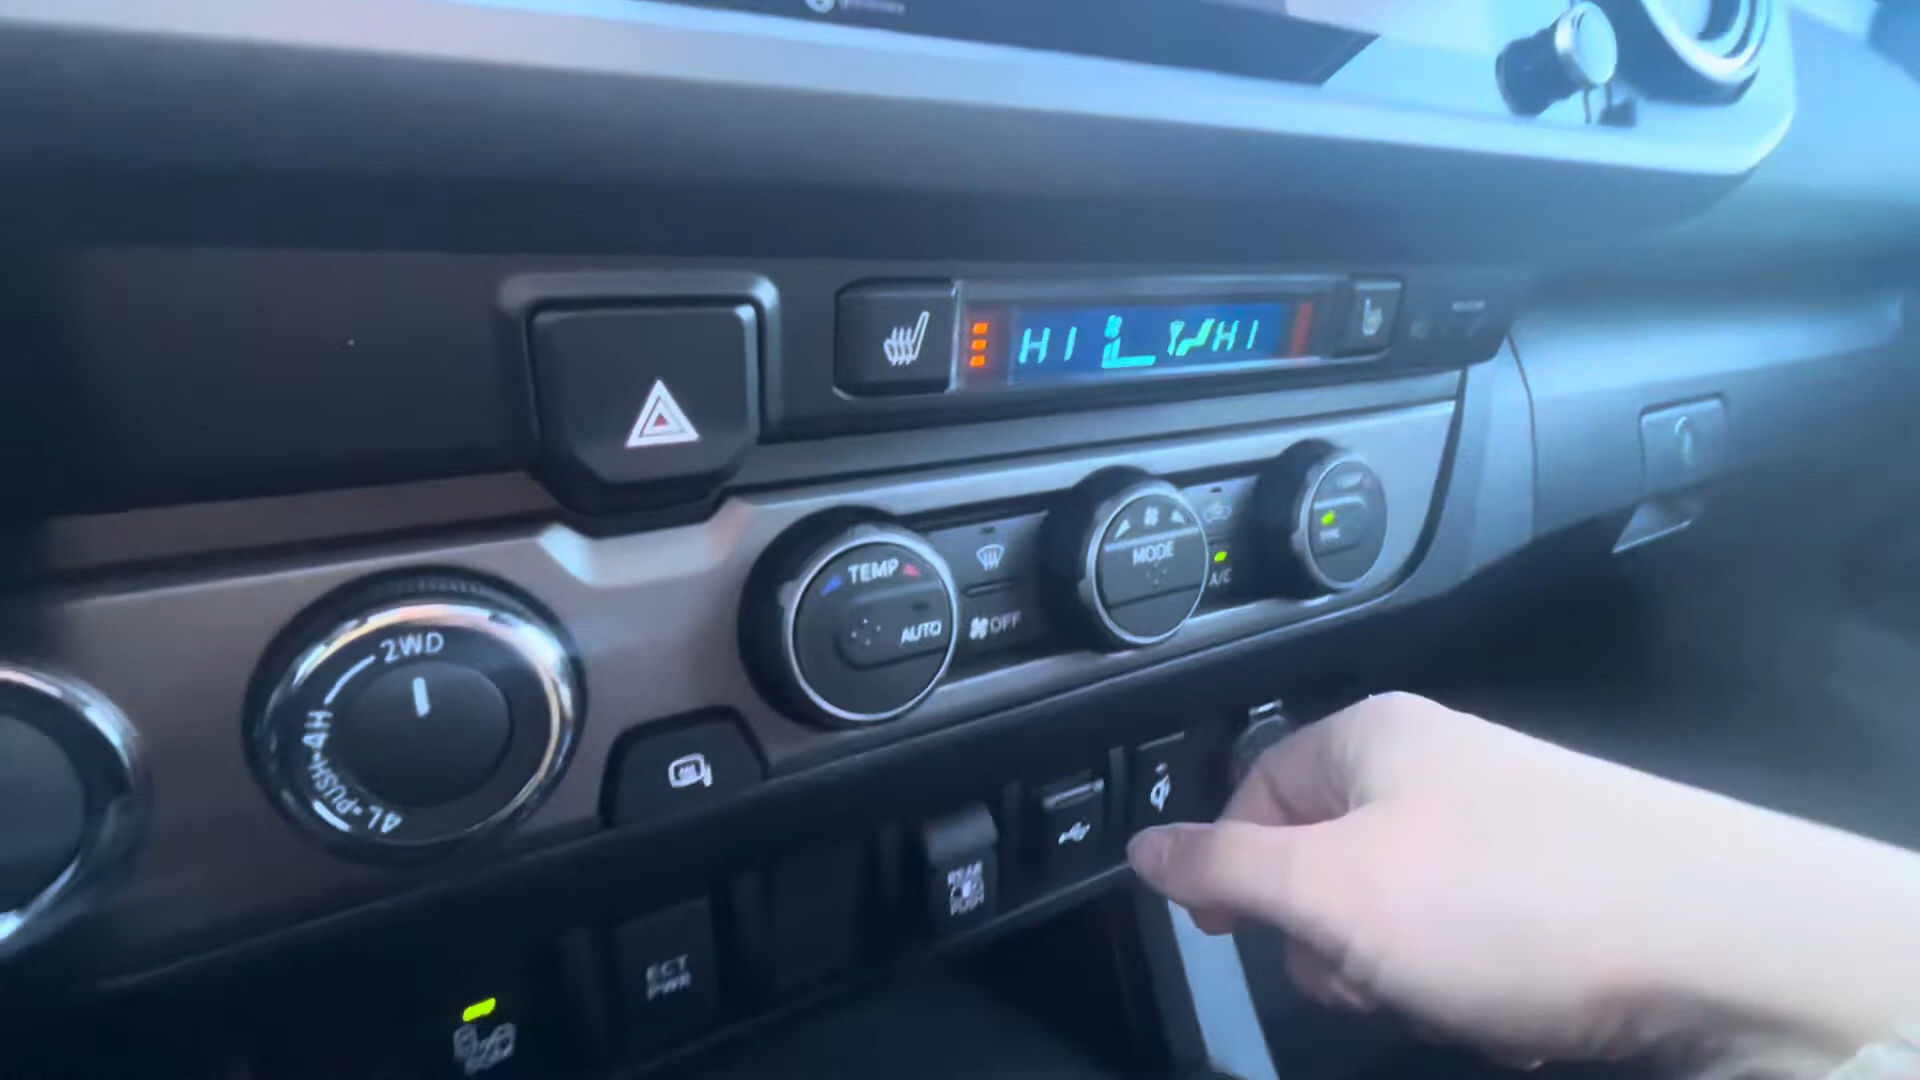 HI HI
TEMP
AUTO
OFF
MODE
A/C
2WD
4H
PUSH
4L
REAR
PUSH
ECT
PWR